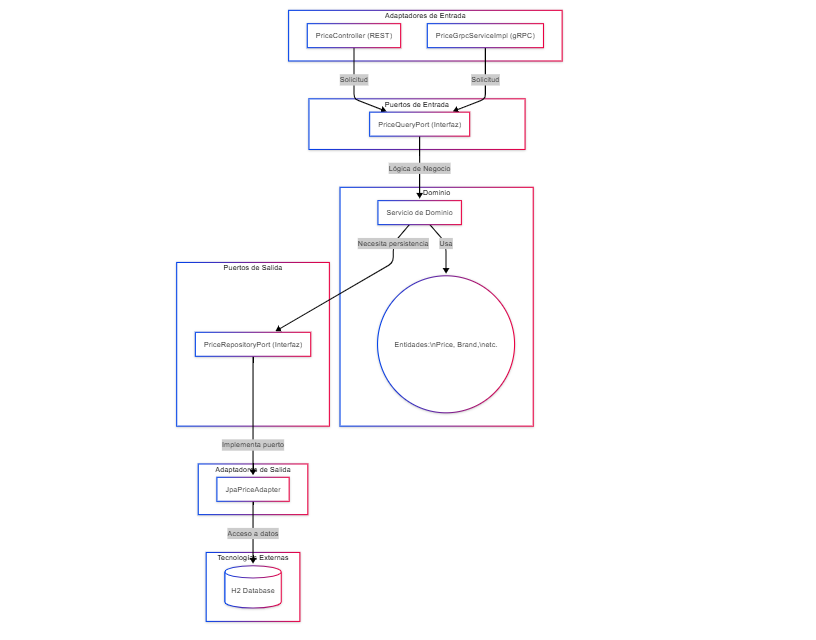 Adaptadores de Entrada
PriceController (REST)
PriceGrpcServiceImpl (gRPC)
Solicitud
Solicitud
Puertos de Entrada
PriceQueryPort (Interfaz)
Lógica de Negocio
Dominio
Servicio de Dominio
Necesita persistencia
Usa
Puertos de Salida
PriceRepositoryPort (Interfaz)
Entidades:\nPrice, Brand,\netc.
Implementa puerto
Adaptadores de Salida
JpaPriceAdapter
Acceso a datos
Tecnologías Externas
H2 Database